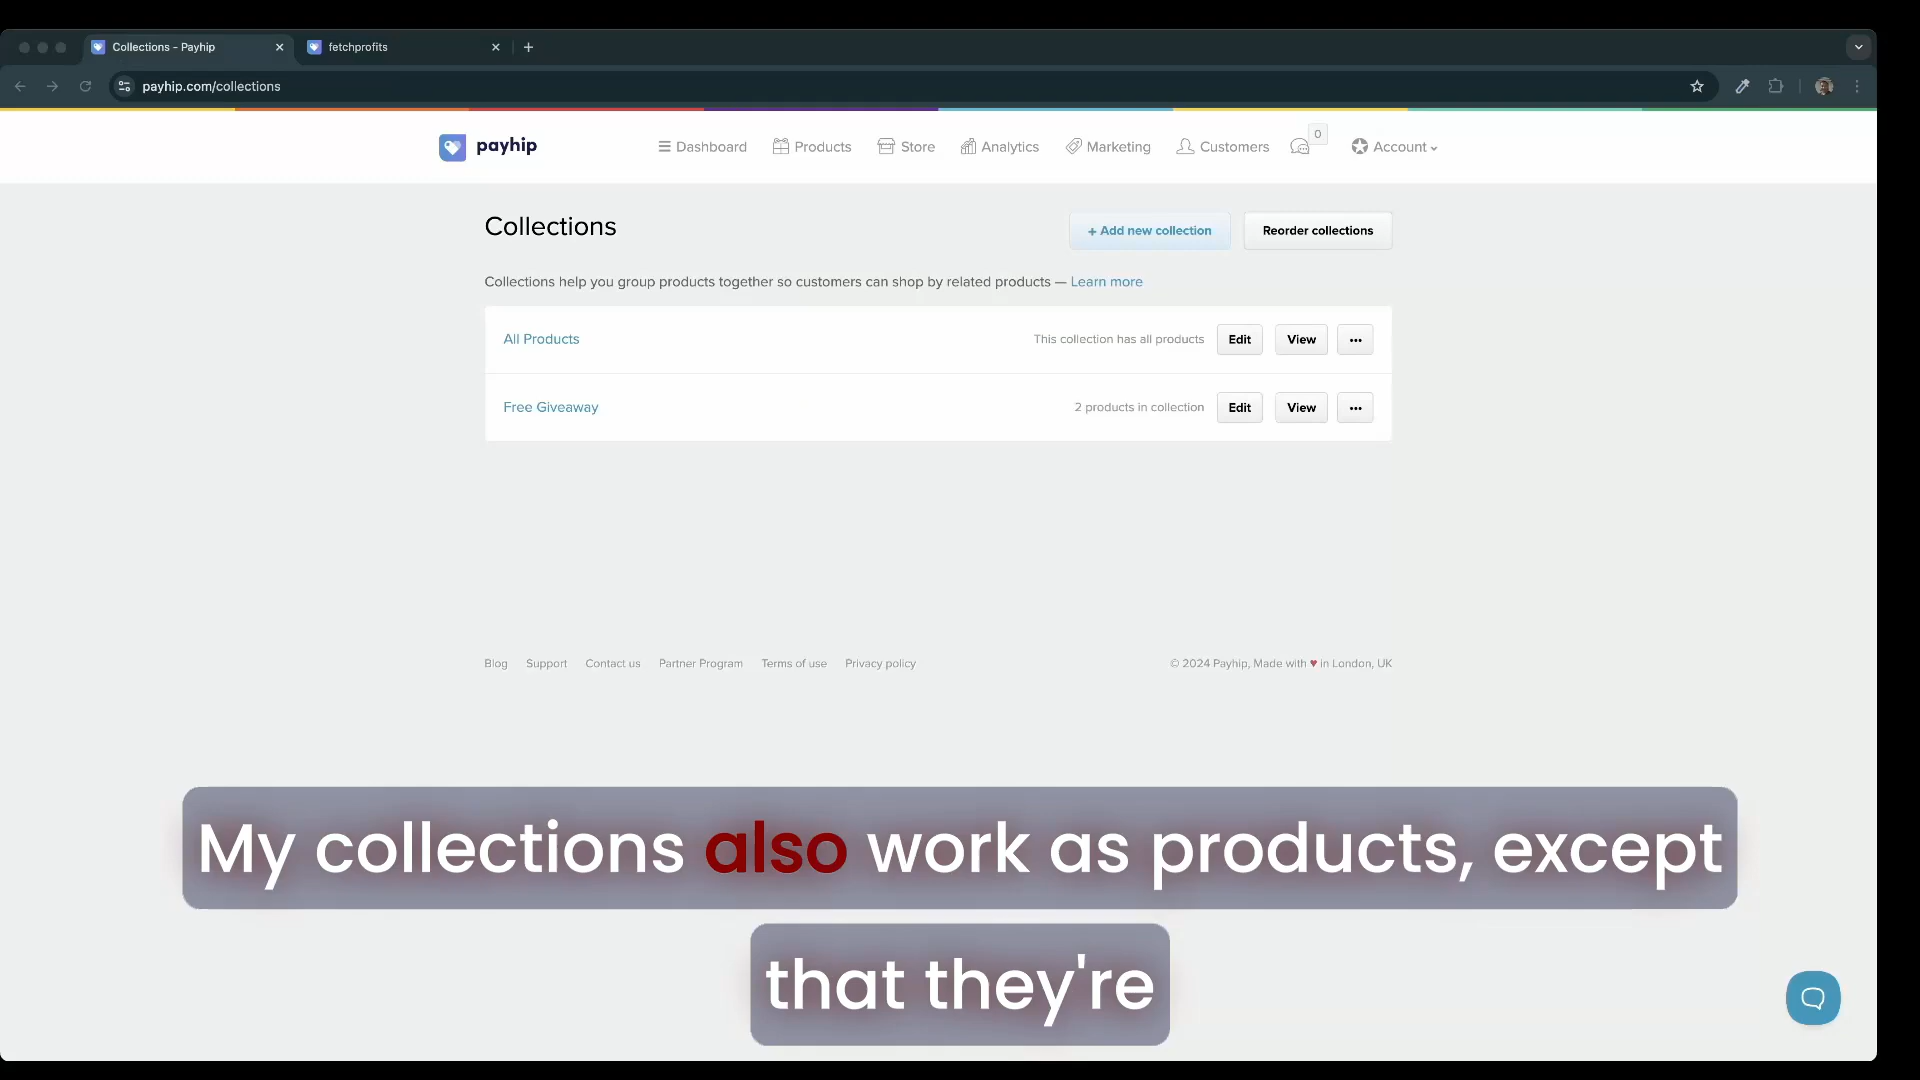 Collections - Payhip
fetchprofits
payhip.com/collections
payhip
Dashboard
Products
Store
Analytics
Marketing
Customers
0
Account
Collections
+ Add new collection
Reorder collections
Collections help you group products together so customers can shop by related products — Learn more
All Products
This collection has all products
Edit
View
•••
Free Giveaway
2 products in collection
Edit
View
•••
Blog
Support
Contact us
Partner Program
Terms of use
Privacy policy
© 2024 Payhip, Made with ♥ in London, UK
My collections also work as products, except
that they're